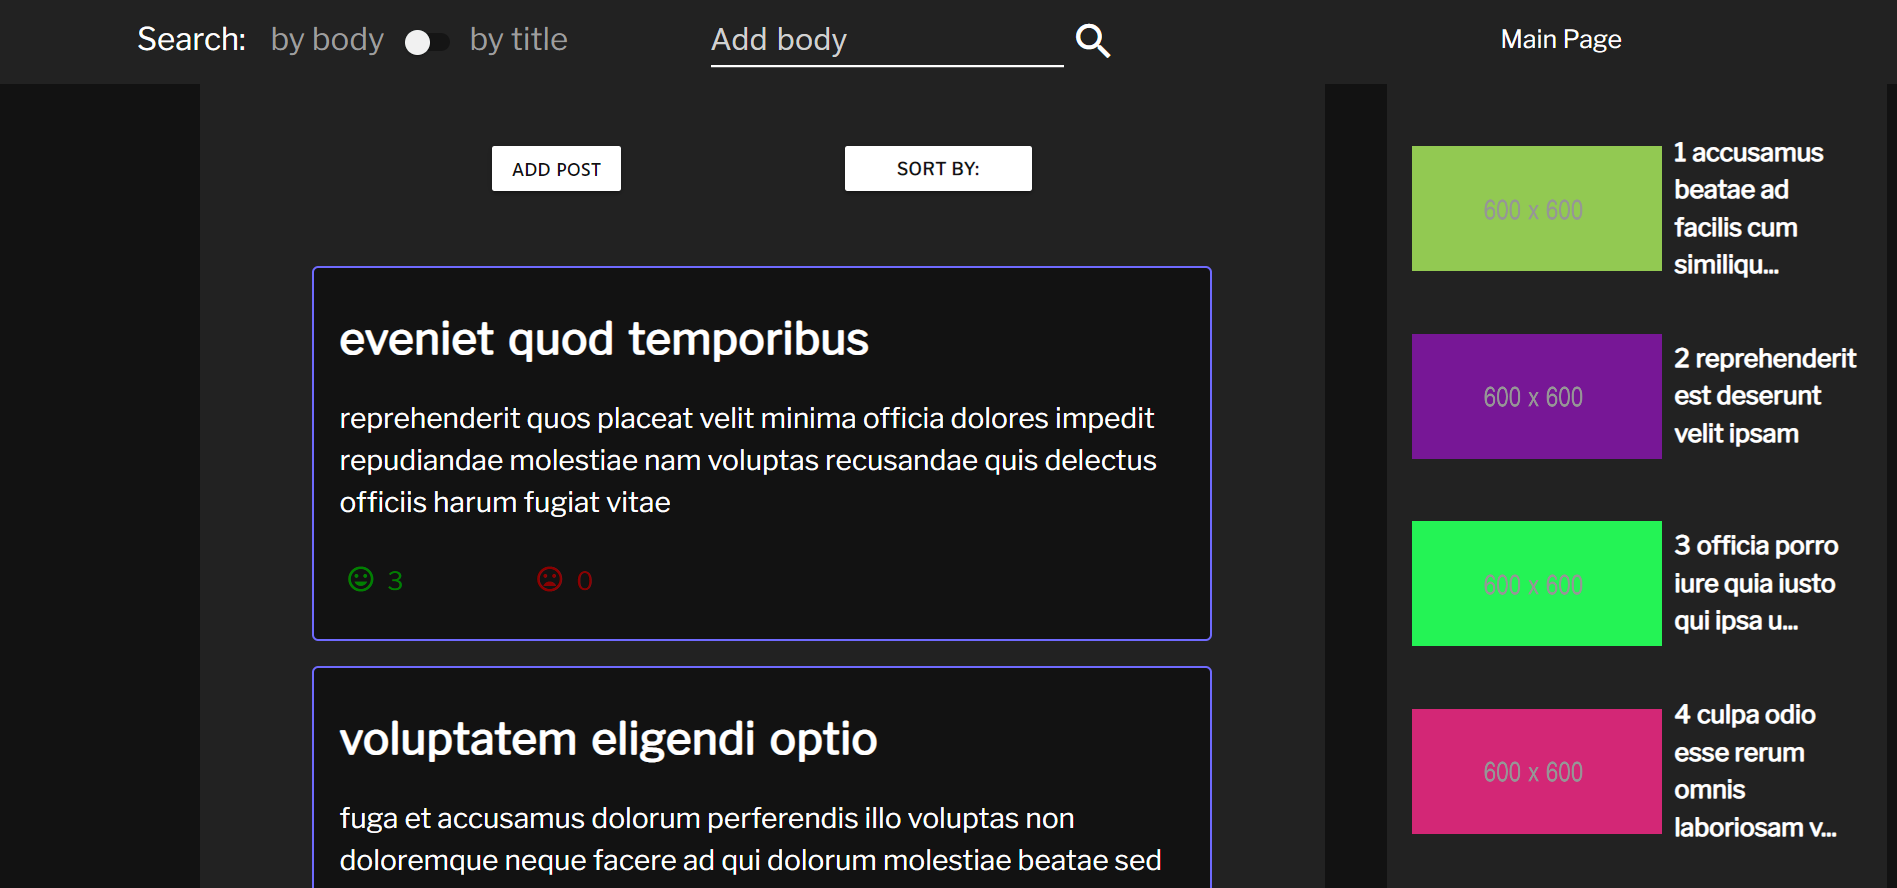 Search: by body by title Add body Main Page
ADD POST SORT BY:
eveniet quod temporibus
reprehenderit quos placeat velit minima officia dolores impedit
repudiandae molestiae nam voluptas recusandae quis delectus
officiis harum fugiat vitae
3 0
voluptatem eligendi optio
fuga et accusamus dolorum perferendis illo voluptas non
doloremque neque facere ad qui dolorum molestiae beatae sed
600 x 600
1 accusamus
beatae ad
facilis cum
similiqu...
600 x 600
2 reprehenderit
est deserunt
velit ipsam
600 x 600
3 officia porro
iure quia iusto
qui ipsa u...
600 x 600
4 culpa odio
esse rerum
omnis
laboriosam v...